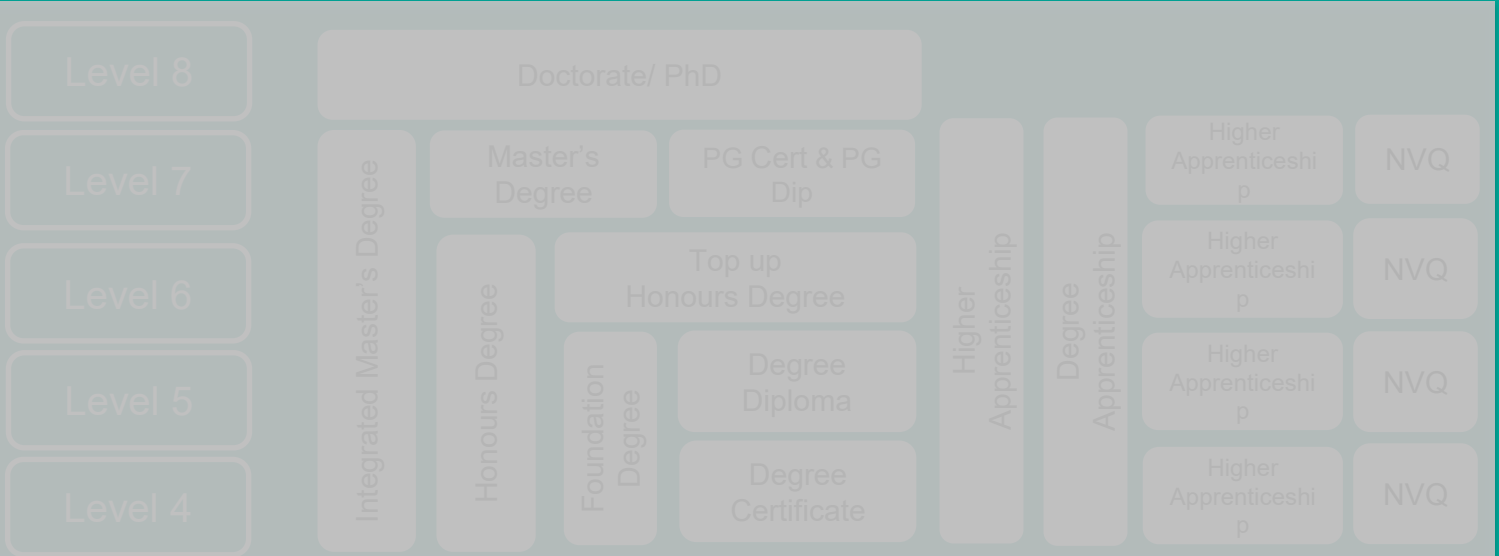 Level 8
Doctorate/ PhD
Level 7
Integrated Master's Degree
Master's
Degree
PG Cert & PG
Dip
Higher
Apprenticeship
Degree
Apprenticeship
Higher
Apprenticeshi
p
NVQ
Level 6
Honours Degree
Top up
Honours Degree
Higher
Apprenticeshi
p
NVQ
Level 5
Foundation
Degree
Degree
Diploma
Higher
Apprenticeshi
p
NVQ
Level 4
Degree
Certificate
Higher
Apprenticeshi
p
NVQ